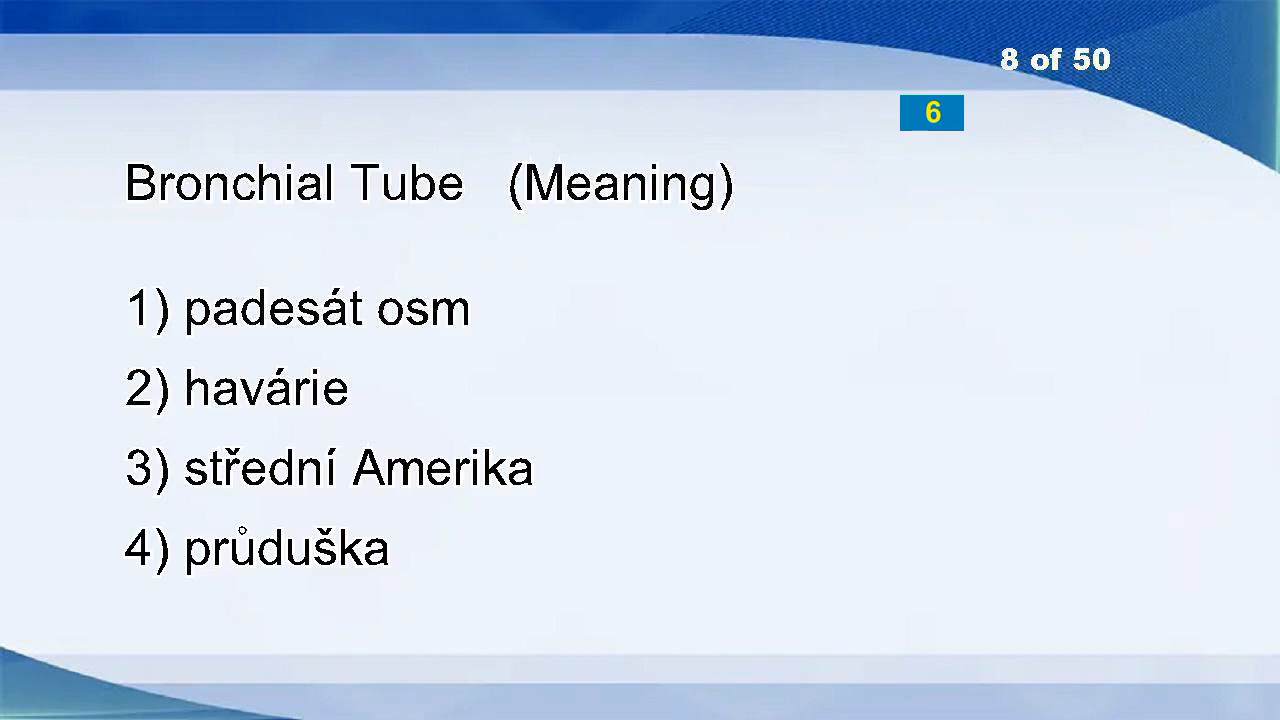 8 of 50
6
Bronchial Tube (Meaning)
1) padesát osm
2) havárie
3) střední Amerika
4) průduška